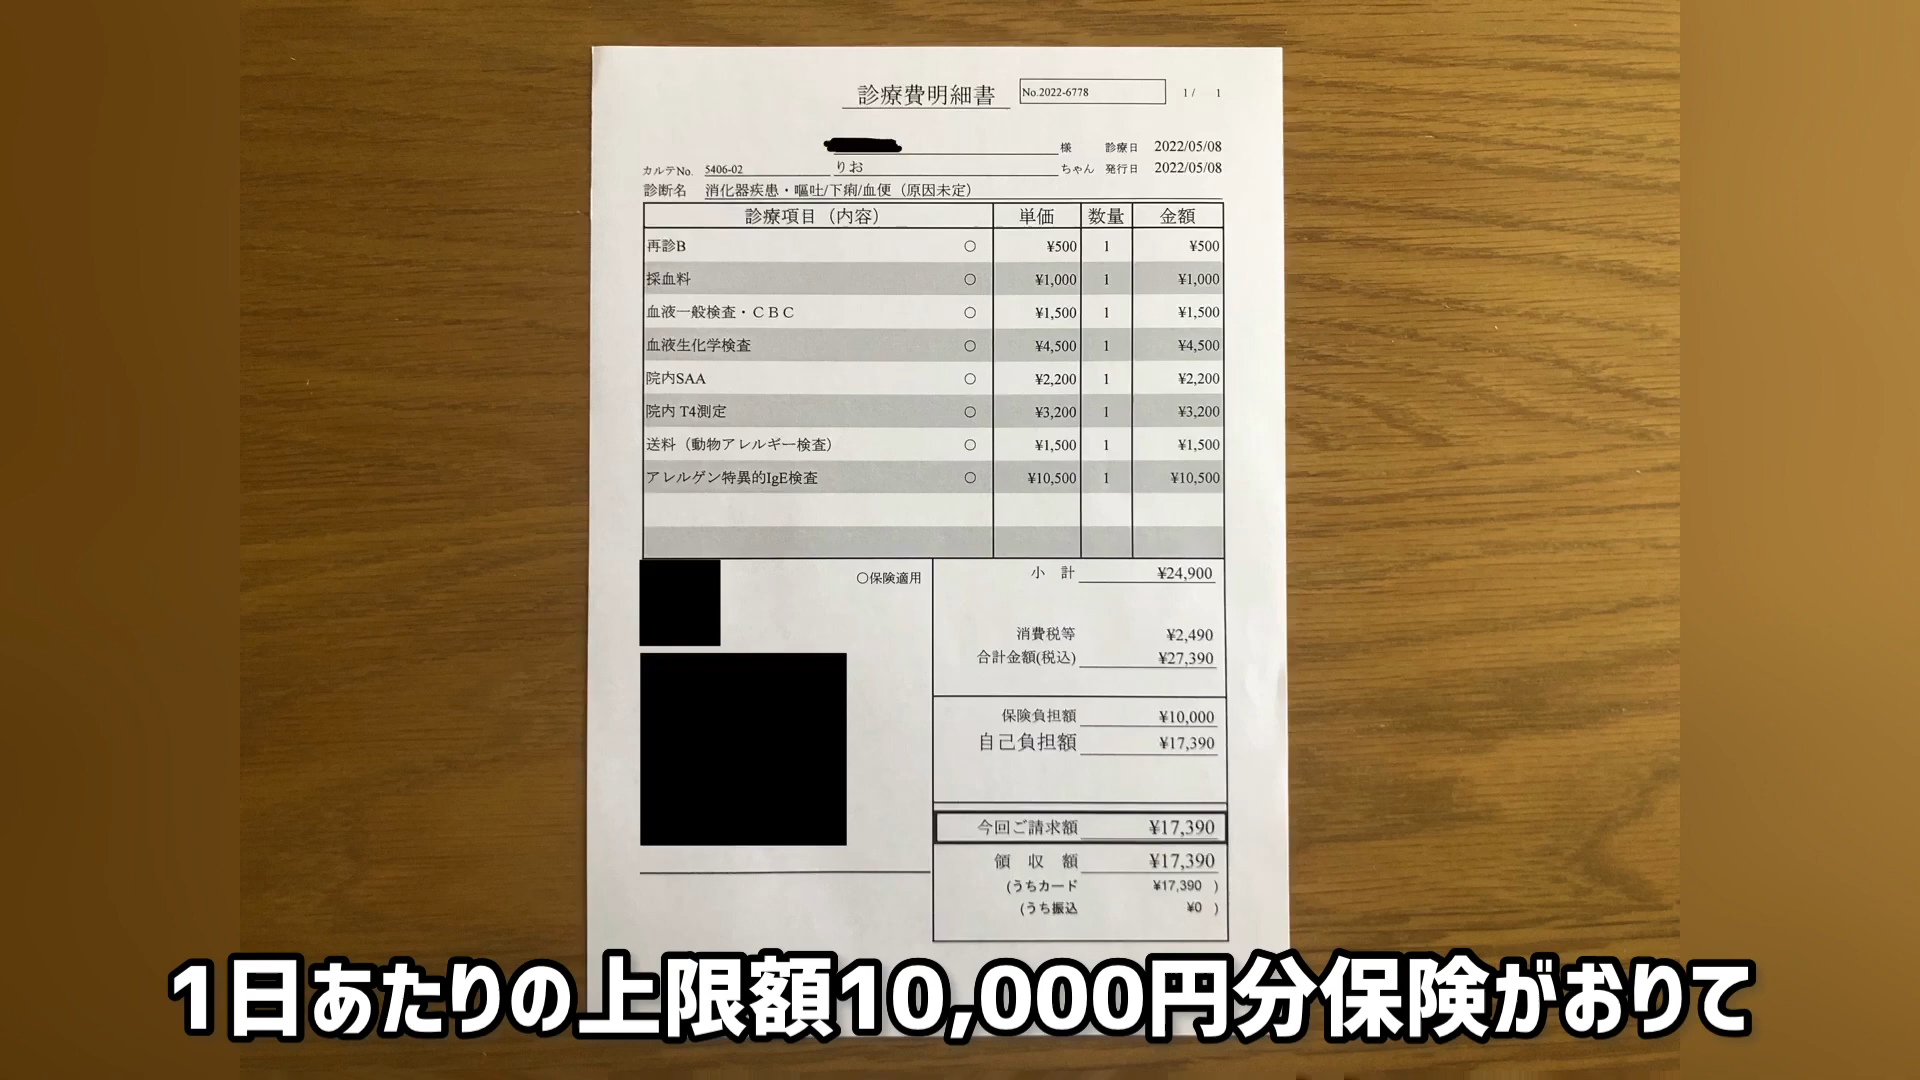 診療費明細書 No.2022-6778 1 / 1
様 診療日 2022/05/08
カルテNo. 5406-02 りお ちゃん 発行日 2022/05/08
診断名 消化器疾患・嘔吐/下痢/血便（原因未定）
診療項目（内容） 単価 数量 金額
再診B ○ ¥500 1 ¥500
採血料 ○ ¥1,000 1 ¥1,000
血液一般検査・ＣＢＣ ○ ¥1,500 1 ¥1,500
血液生化学検査 ○ ¥4,500 1 ¥4,500
院内SAA ○ ¥2,200 1 ¥2,200
院内 T4測定 ○ ¥3,200 1 ¥3,200
送料（動物アレルギー検査） ○ ¥1,500 1 ¥1,500
アレルゲン特異的IgE検査 ○ ¥10,500 1 ¥10,500
○保険適用 小 計 ¥24,900
消費税等 ¥2,490
合計金額(税込) ¥27,390
保険負担額 ¥10,000
自己負担額 ¥17,390
今回ご請求額 ¥17,390
領 収 額 ¥17,390
(うちカード ¥17,390 )
(うち振込 ¥0 )
1日あたりの上限額10,000円分保険がおりて